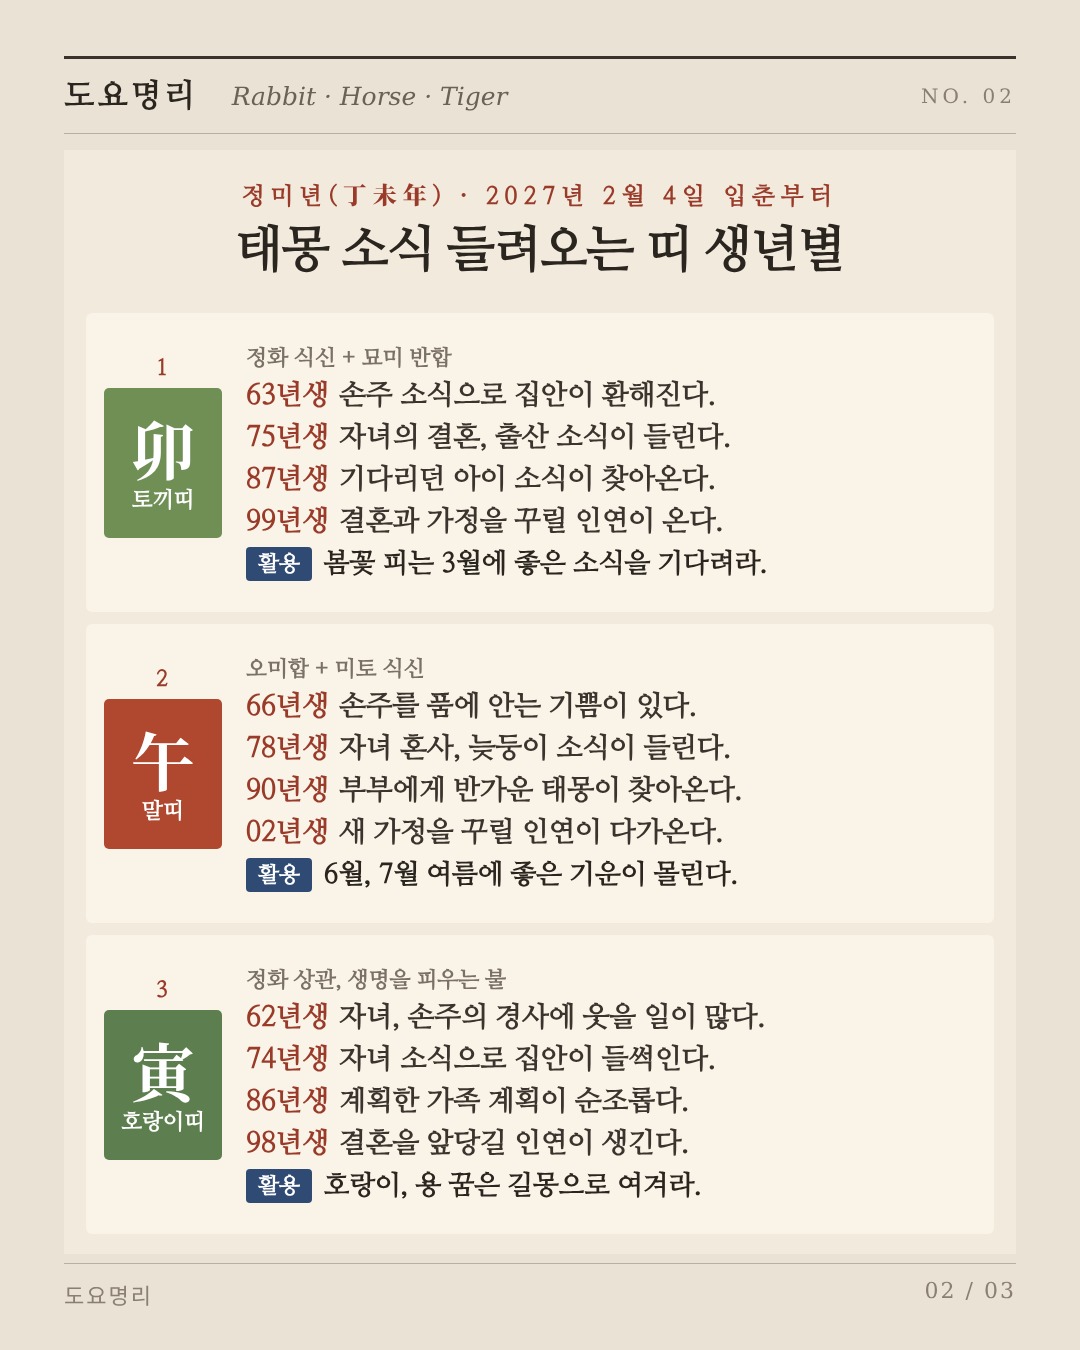 도요명리 Rabbit · Horse · Tiger NO. 02
정미년(丁未年) · 2027년 2월 4일 입춘부터
태몽 소식 들려오는 띠 생년별
1
卯
토끼띠
정화 식신 + 묘미 반합
63년생 손주 소식으로 집안이 환해진다.
75년생 자녀의 결혼, 출산 소식이 들린다.
87년생 기다리던 아이 소식이 찾아온다.
99년생 결혼과 가정을 꾸릴 인연이 온다.
활용 봄꽃 피는 3월에 좋은 소식을 기다려라.
2
午
말띠
오미합 + 미토 식신
66년생 손주를 품에 안는 기쁨이 있다.
78년생 자녀 혼사, 늦둥이 소식이 들린다.
90년생 부부에게 반가운 태몽이 찾아온다.
02년생 새 가정을 꾸릴 인연이 다가온다.
활용 6월, 7월 여름에 좋은 기운이 몰린다.
3
寅
호랑이띠
정화 상관, 생명을 피우는 불
62년생 자녀, 손주의 경사에 웃을 일이 많다.
74년생 자녀 소식으로 집안이 들썩인다.
86년생 계획한 가족 계획이 순조롭다.
98년생 결혼을 앞당길 인연이 생긴다.
활용 호랑이, 용 꿈은 길몽으로 여겨라.
도요명리 02 / 03